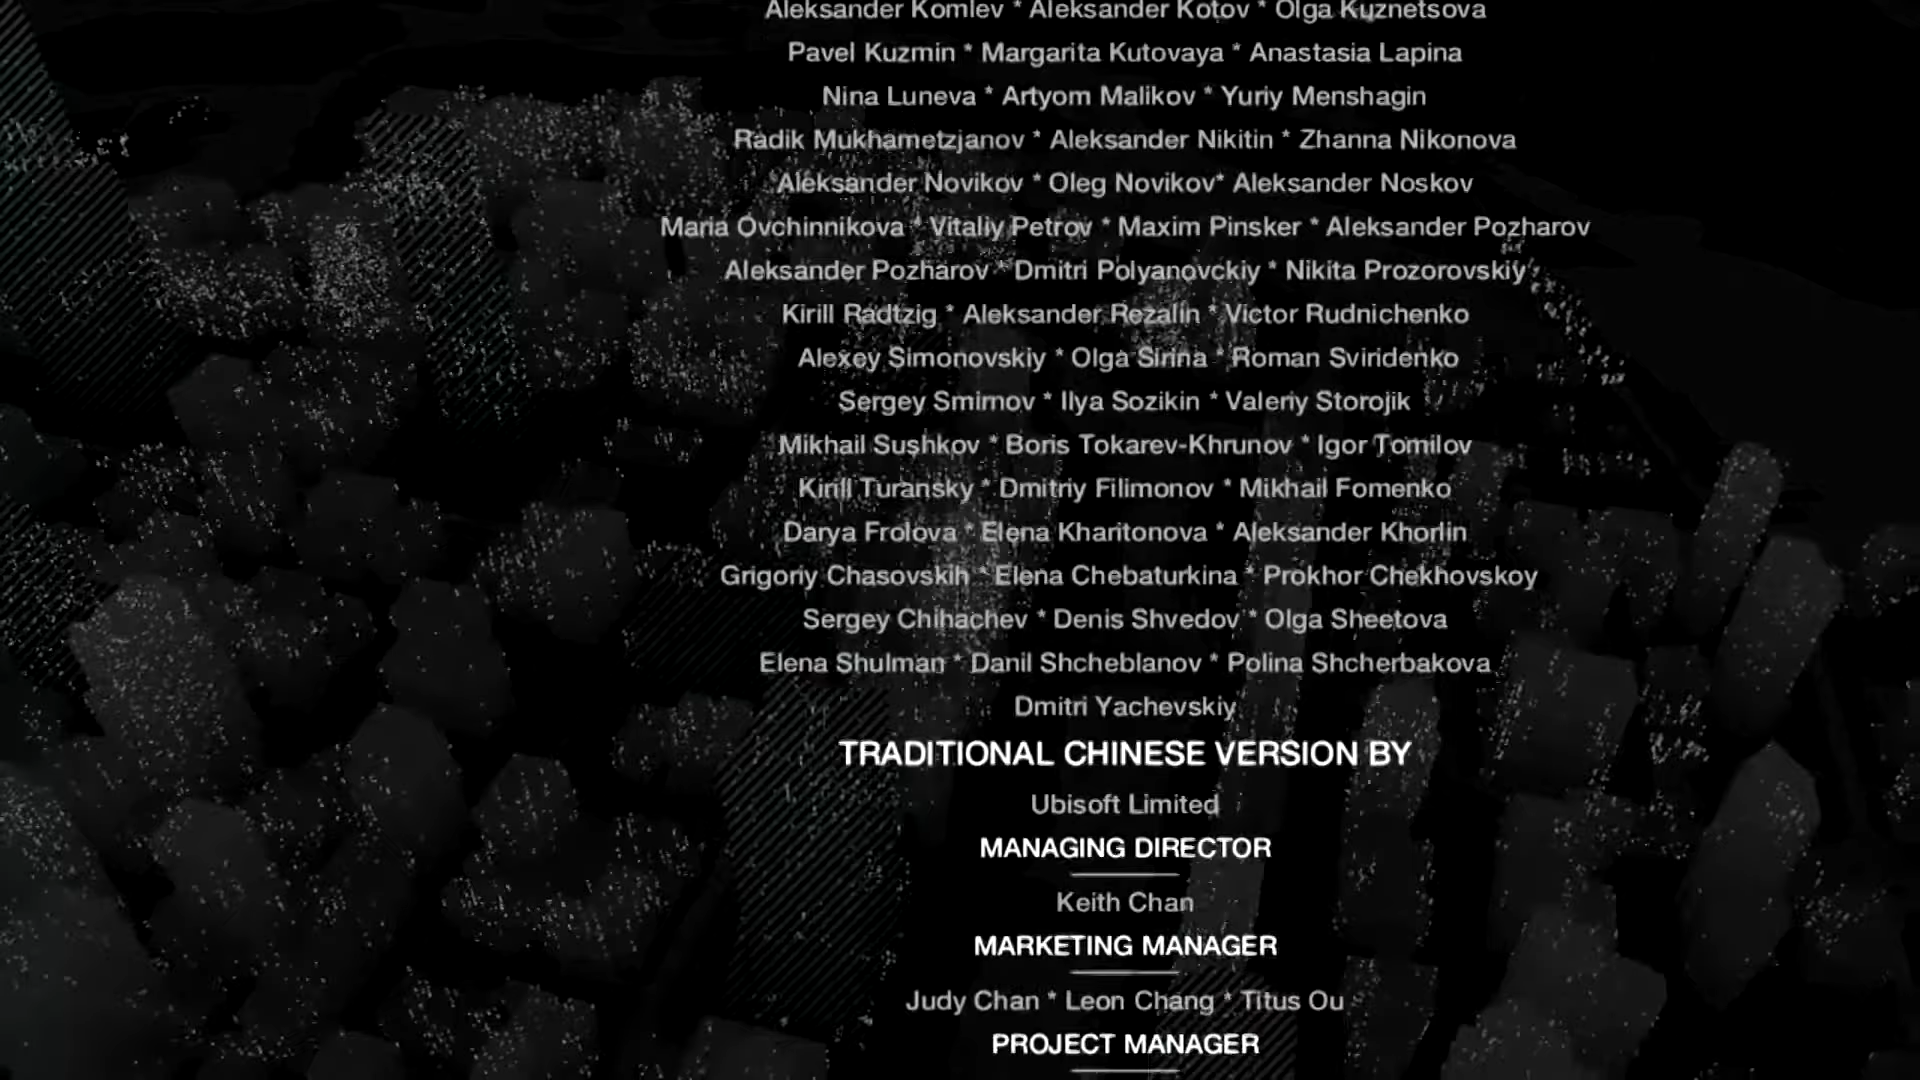 Aleksander Komlev * Aleksander Kotov * Olga Kuznetsova
Pavel Kuzmin * Margarita Kutovaya * Anastasia Lapina
Nina Luneva * Artyom Malikov * Yuriy Menshagin
Radik Mukhametzjanov * Aleksander Nikitin * Zhanna Nikonova
Aleksander Novikov * Oleg Novikov* Aleksander Noskov
Maria Ovchinnikova * Vitaliy Petrov * Maxim Pinsker * Aleksander Pozharov
Aleksander Pozharov * Dmitri Polyanovckiy * Nikita Prozorovskiy
Kirill Radtzig * Aleksander Rezalin * Victor Rudnichenko
Alexey Simonovskiy * Olga Sirina * Roman Sviridenko
Sergey Smirnov * Ilya Sozikin * Valeriy Storojik
Mikhail Sushkov * Boris Tokarev-Khrunov * Igor Tomilov
Kirill Turansky * Dmitriy Filimonov * Mikhail Fomenko
Darya Frolova * Elena Kharitonova * Aleksander Khorlin
Grigoriy Chasovskih * Elena Chebaturkina * Prokhor Chekhovskoy
Sergey Chihachev * Denis Shvedov * Olga Sheetova
Elena Shulman * Danil Shcheblanov * Polina Shcherbakova
Dmitri Yachevskiy
TRADITIONAL CHINESE VERSION BY
Ubisoft Limited
MANAGING DIRECTOR
Keith Chan
MARKETING MANAGER
Judy Chan * Leon Chang * Titus Ou
PROJECT MANAGER